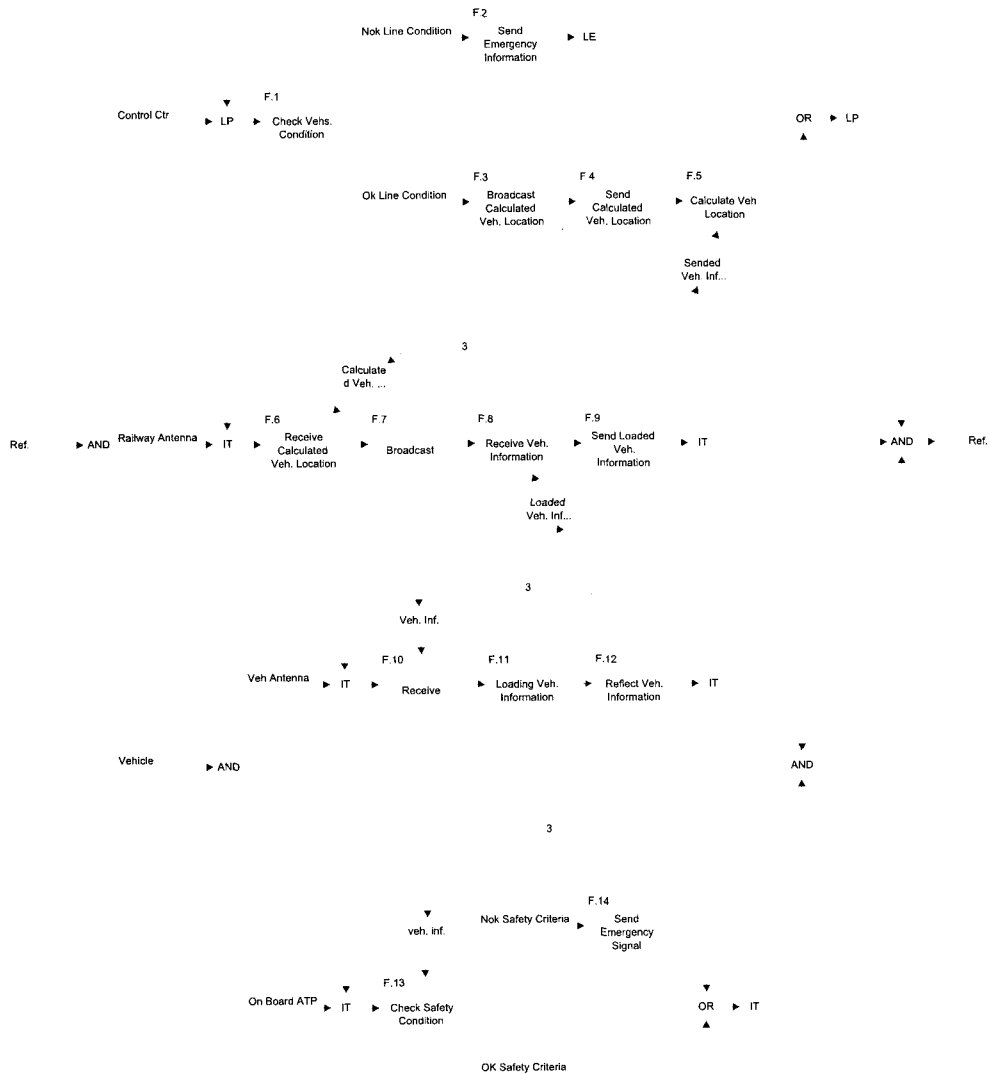 F.2
Nok Line Condition
Send
Emergency
Information
LE
F.1
Control Ctr
LP
Check Vehs.
Condition
OR
LP
F.3
F 4
F.5
Ok Line Condition
Broadcast
Calculated
Veh. Location
Send
Calculated
Veh. Location
Calculate Veh
Location
Sended
Veh. Inf...
3
Calculate
d Veh. ...
F.6
F.7
F.8
F.9
Ref.
AND
Railway Antenna
IT
Receive
Calculated
Veh. Location
Broadcast
Receive Veh.
Information
Send Loaded
Veh.
Information
IT
AND
Ref.
Loaded
Veh. Inf...
3
Veh. Inf.
F.10
F.11
F.12
Veh Antenna
IT
Receive
Loading Veh.
Information
Reflect Veh.
Information
IT
Vehicle
AND
AND
3
F.14
Nok Safety Criteria
Send
Emergency
Signal
veh. inf.
F.13
On Board ATP
IT
Check Safety
Condition
OR
IT
OK Safety Criteria